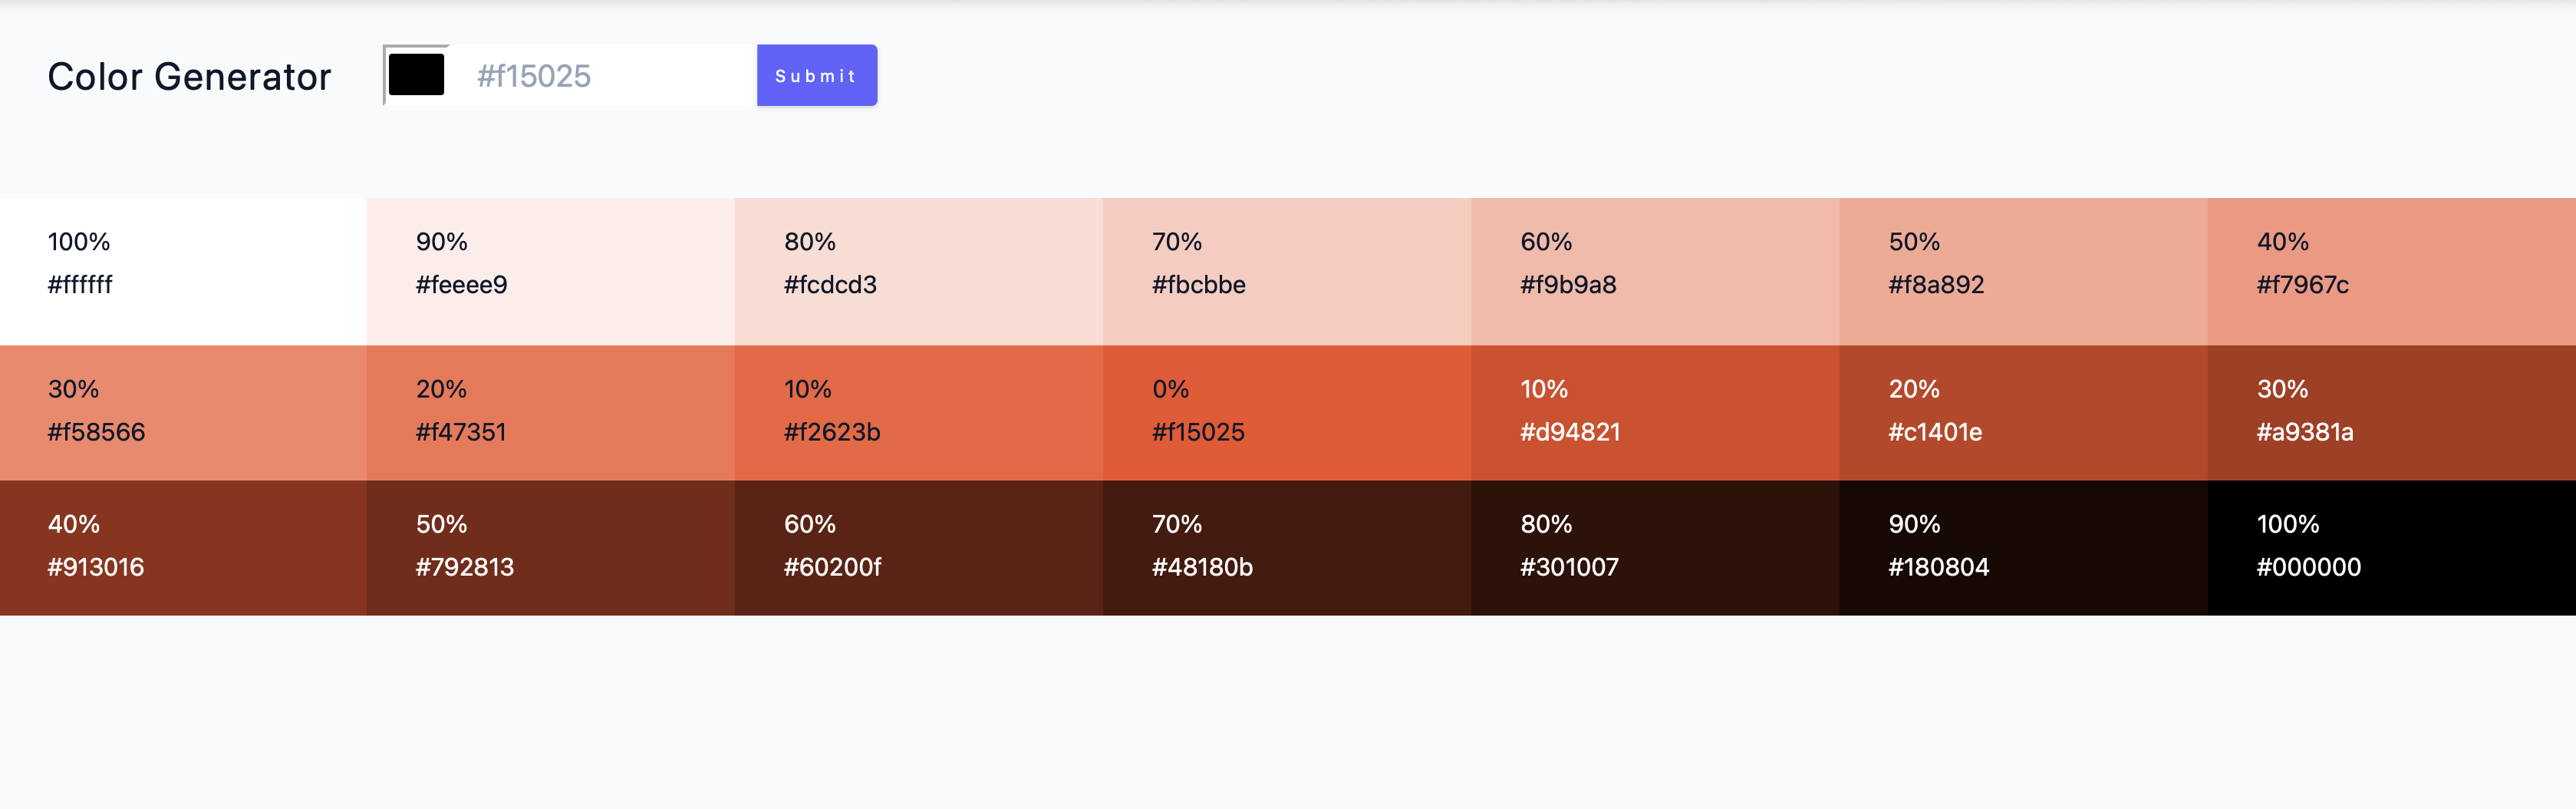 Color Generator #f15025 Submit
100% 90% 80% 70% 60% 50% 40%
#ffffff #feeee9 #fcdcd3 #fbcbbe #f9b9a8 #f8a892 #f7967c
30% 20% 10% 0% 10% 20% 30%
#f58566 #f47351 #f2623b #f15025 #d94821 #c1401e #a9381a
40% 50% 60% 70% 80% 90% 100%
#913016 #792813 #60200f #48180b #301007 #180804 #000000